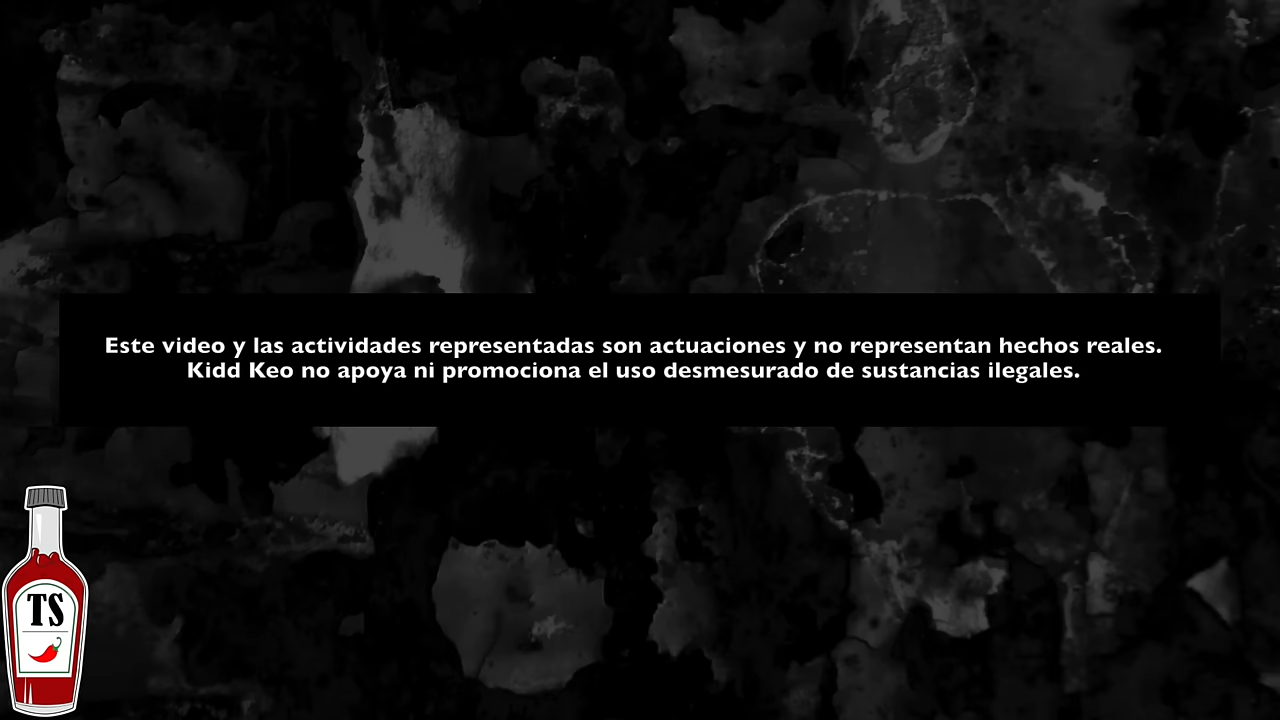 Este video y las actividades representadas son actuaciones y no representan hechos reales.
Kidd Keo no apoya ni promociona el uso desmesurado de sustancias ilegales.
TS